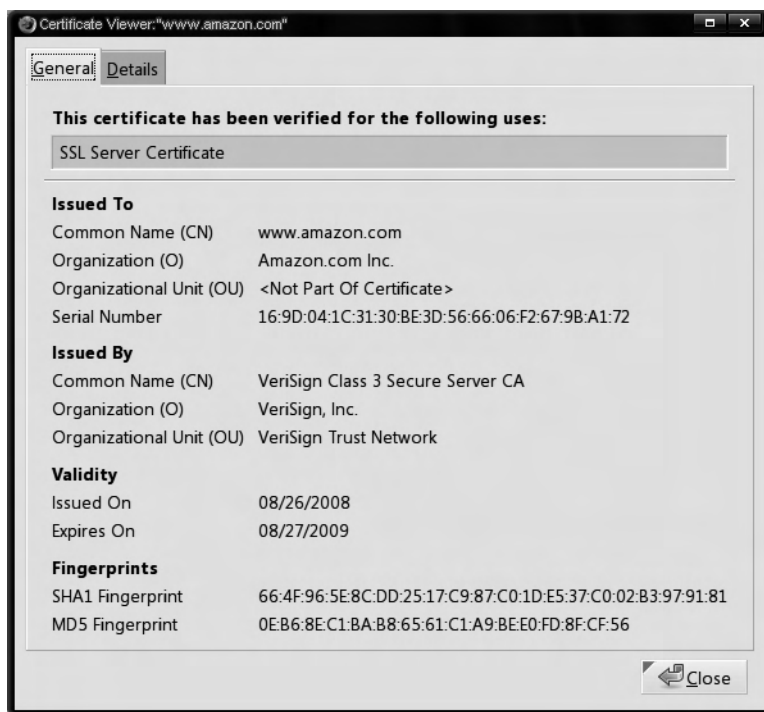 Certificate Viewer:"www.amazon.com"
General Details
This certificate has been verified for the following uses:
SSL Server Certificate
Issued To
Common Name (CN) www.amazon.com
Organization (O) Amazon.com Inc.
Organizational Unit (OU) <Not Part Of Certificate>
Serial Number 16:9D:04:1C:31:30:BE:3D:56:66:06:F2:67:9B:A1:72
Issued By
Common Name (CN) VeriSign Class 3 Secure Server CA
Organization (O) VeriSign, Inc.
Organizational Unit (OU) VeriSign Trust Network
Validity
Issued On 08/26/2008
Expires On 08/27/2009
Fingerprints
SHA1 Fingerprint 66:4F:96:5E:8C:DD:25:17:C9:87:C0:1D:E5:37:C0:02:B3:97:91:81
MD5 Fingerprint 0E:B6:8E:C1:BA:B8:65:61:C1:A9:BE:E0:FD:8F:CF:56
Close